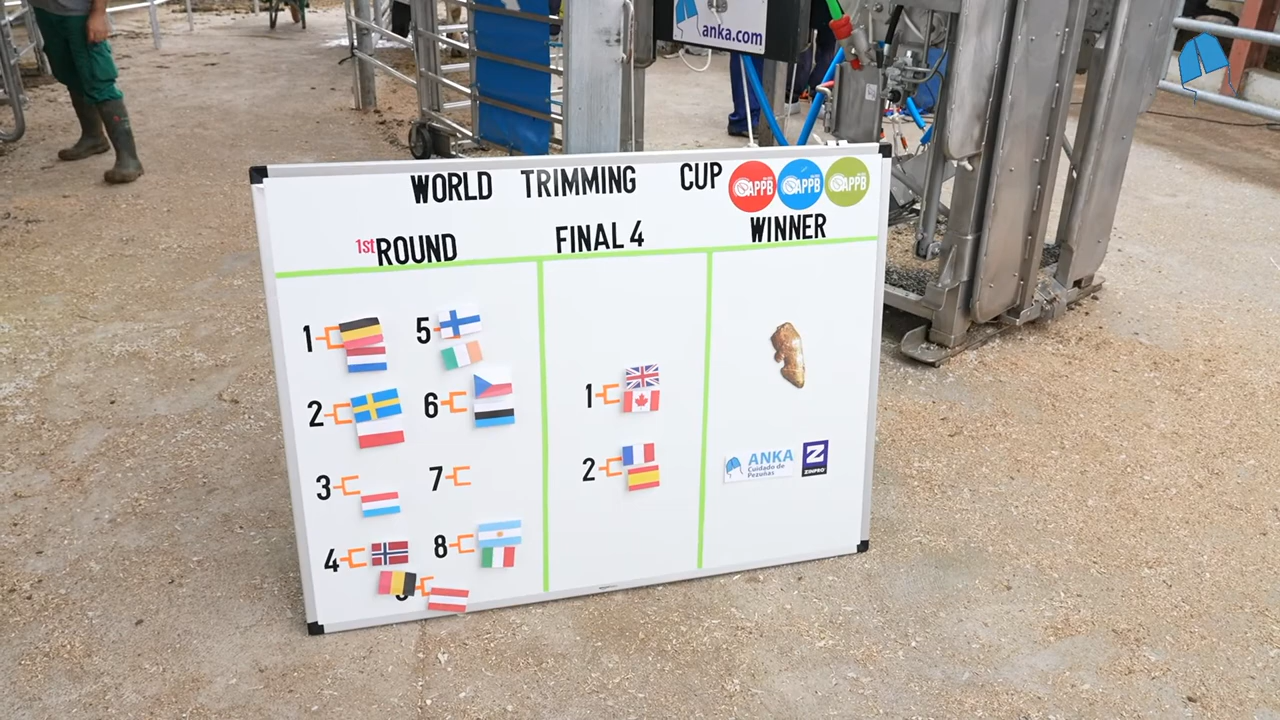 anka.com
WORLD TRIMMING CUP
APPB APPB APPB
1st ROUND FINAL 4 WINNER
1 5
2 6
3 7
4 8
1
2
ANKA
Cuidado de
Pezuñas
Z
ZINPRO